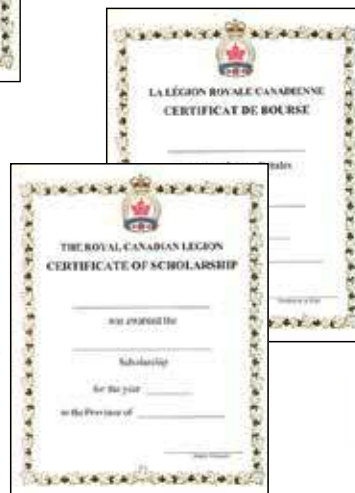 LA LÉGION ROYALE CANADIENNE
CERTIFICAT DE BOURSE
THE ROYAL CANADIAN LEGION
CERTIFICATE OF SCHOLARSHIP
was awarded the
Scholarship
for the year
in the Province of